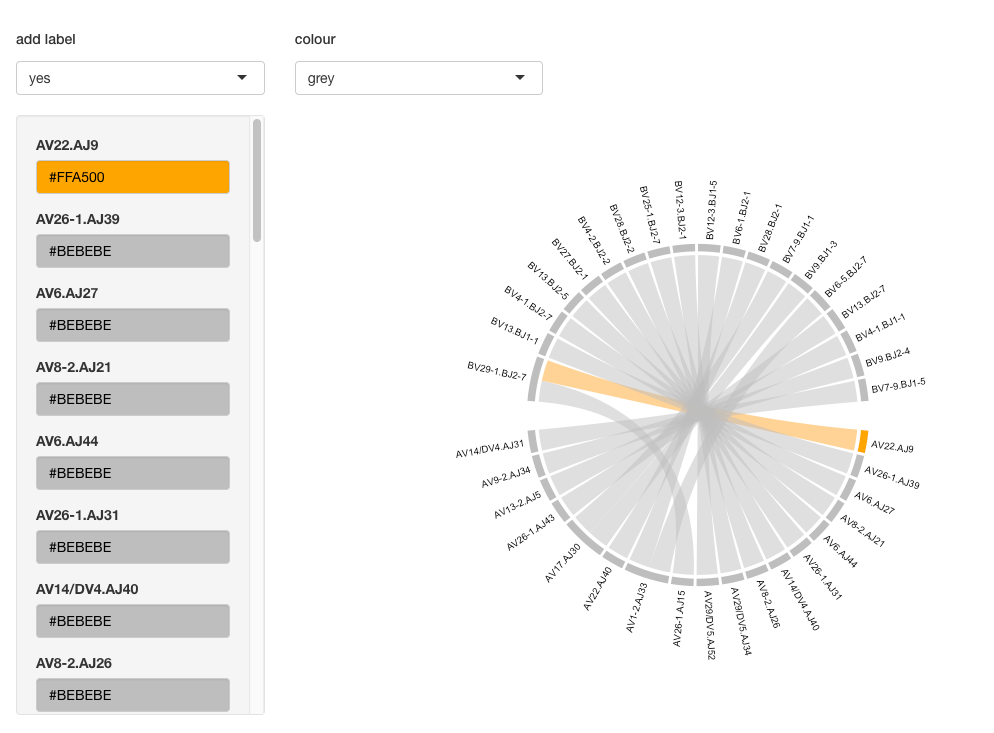 add label
colour
yes
grey
AV22.AJ9
#FFA500
AV26-1.AJ39
#BEBEBE
AV6.AJ27
#BEBEBE
AV8-2.AJ21
#BEBEBE
AV6.AJ44
#BEBEBE
AV26-1.AJ31
#BEBEBE
AV14/DV4.AJ40
#BEBEBE
AV8-2.AJ26
#BEBEBE
BV29-1.BJ2-7
BV13.BJ1-1
BV4-1.BJ2-7
BV13.BJ2-5
BV27.BJ2-1
BV4-2.BJ2-2
BV28.BJ2-2
BV25-1.BJ2-7
BV12-3.BJ2-1
BV12-3.BJ1-5
BV6-1.BJ2-1
BV28.BJ2-1
BV7-9.BJ1-1
BV9.BJ1-3
BV6-5.BJ2-7
BV13.BJ2-7
BV4-1.BJ1-1
BV9.BJ2-4
BV7-9.BJ1-5
AV22.AJ9
AV26-1.AJ39
AV6.AJ27
AV8-2.AJ21
AV6.AJ44
AV26-1.AJ31
AV14/DV4.AJ40
AV8-2.AJ26
AV29/DV5.AJ34
AV29/DV5.AJ52
AV26-1.AJ15
AV1-2.AJ33
AV22.AJ40
AV17.AJ30
AV26-1.AJ43
AV13-2.AJ5
AV9-2.AJ34
AV14/DV4.AJ31